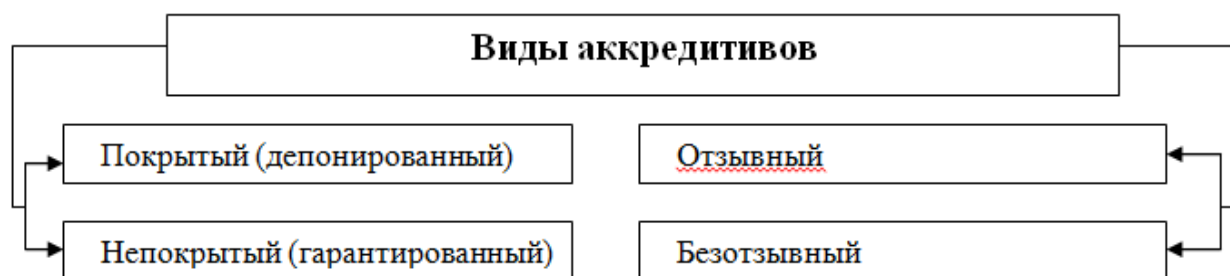 Виды аккредитивов
Покрытый (депонированный)
Отзывный
Непокрытый (гарантированный)
Безотзывный